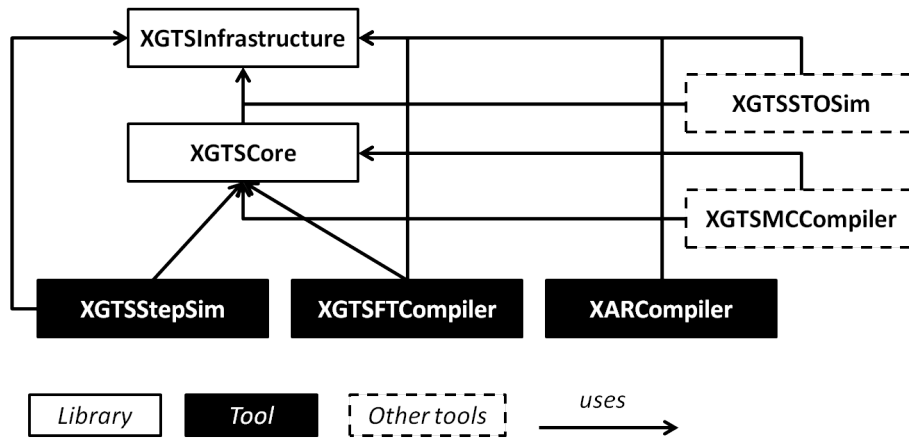 XGTSInfrastructure
XGTSSTOSim
XGTSCore
XGTSMCCompiler
XGTSStepSim
XGTSFTCompiler
XARCompiler
Library
Tool
Other tools
uses